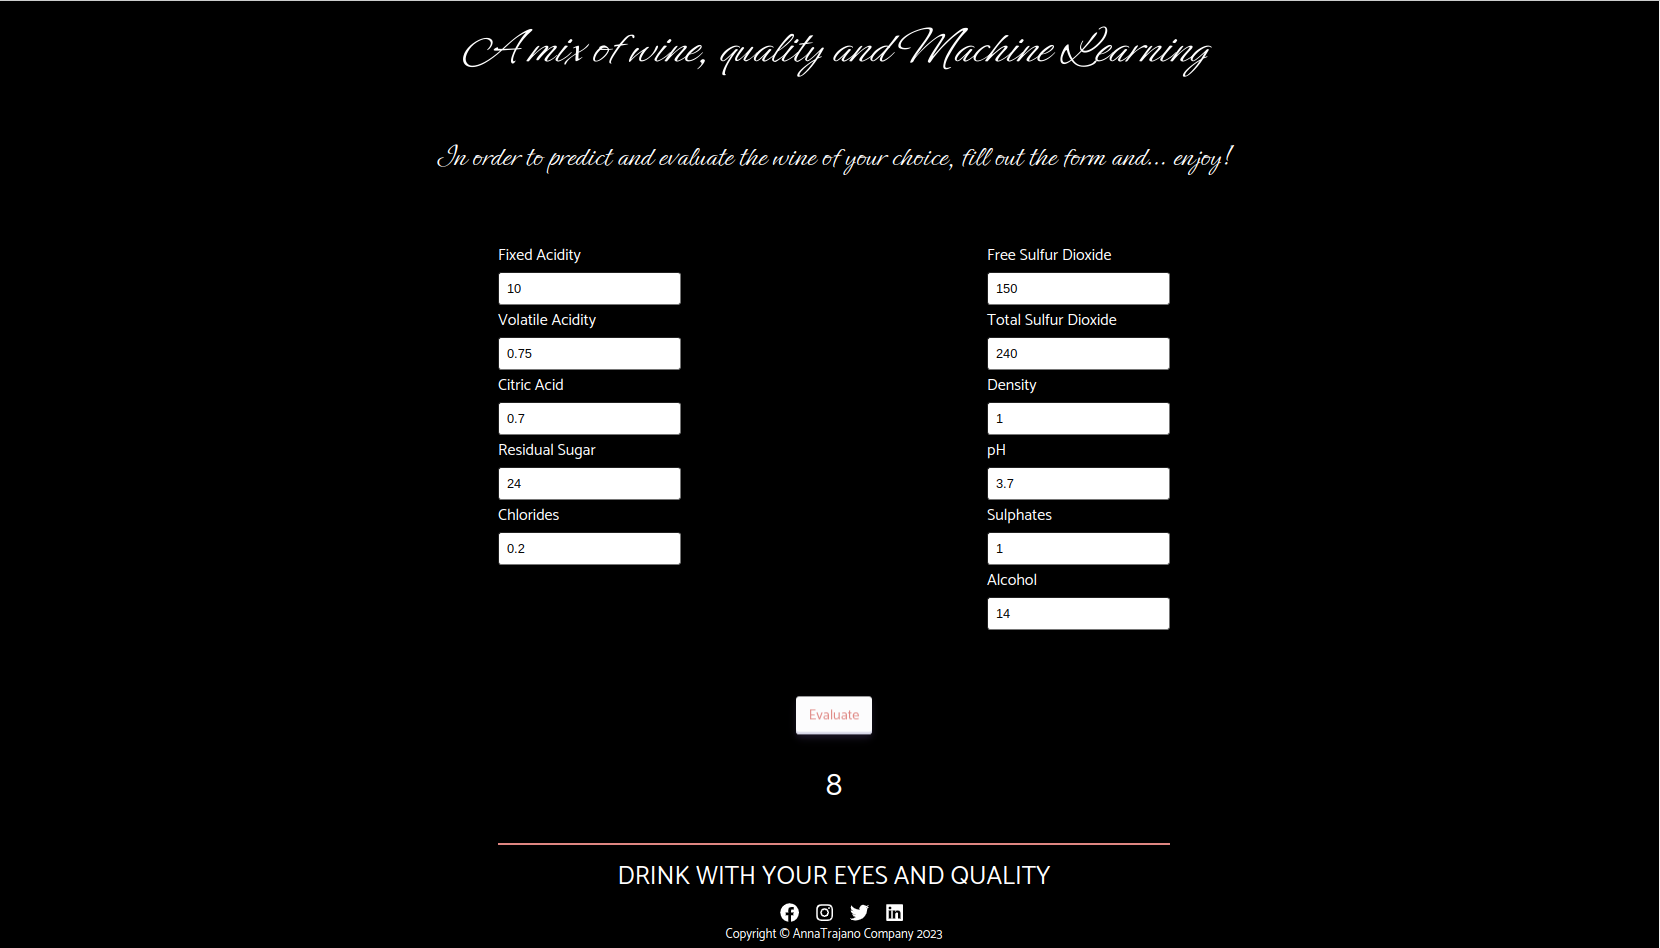 A mix of wine, quality and Machine Learning
In order to predict and evaluate the wine of your choice, fill out the form and... enjoy!
Fixed Acidity
10
Volatile Acidity
0.75
Citric Acid
0.7
Residual Sugar
24
Chlorides
0.2
Free Sulfur Dioxide
150
Total Sulfur Dioxide
240
Density
1
pH
3.7
Sulphates
1
Alcohol
14
Evaluate
8
DRINK WITH YOUR EYES AND QUALITY
Copyright © AnnaTrajano Company 2023